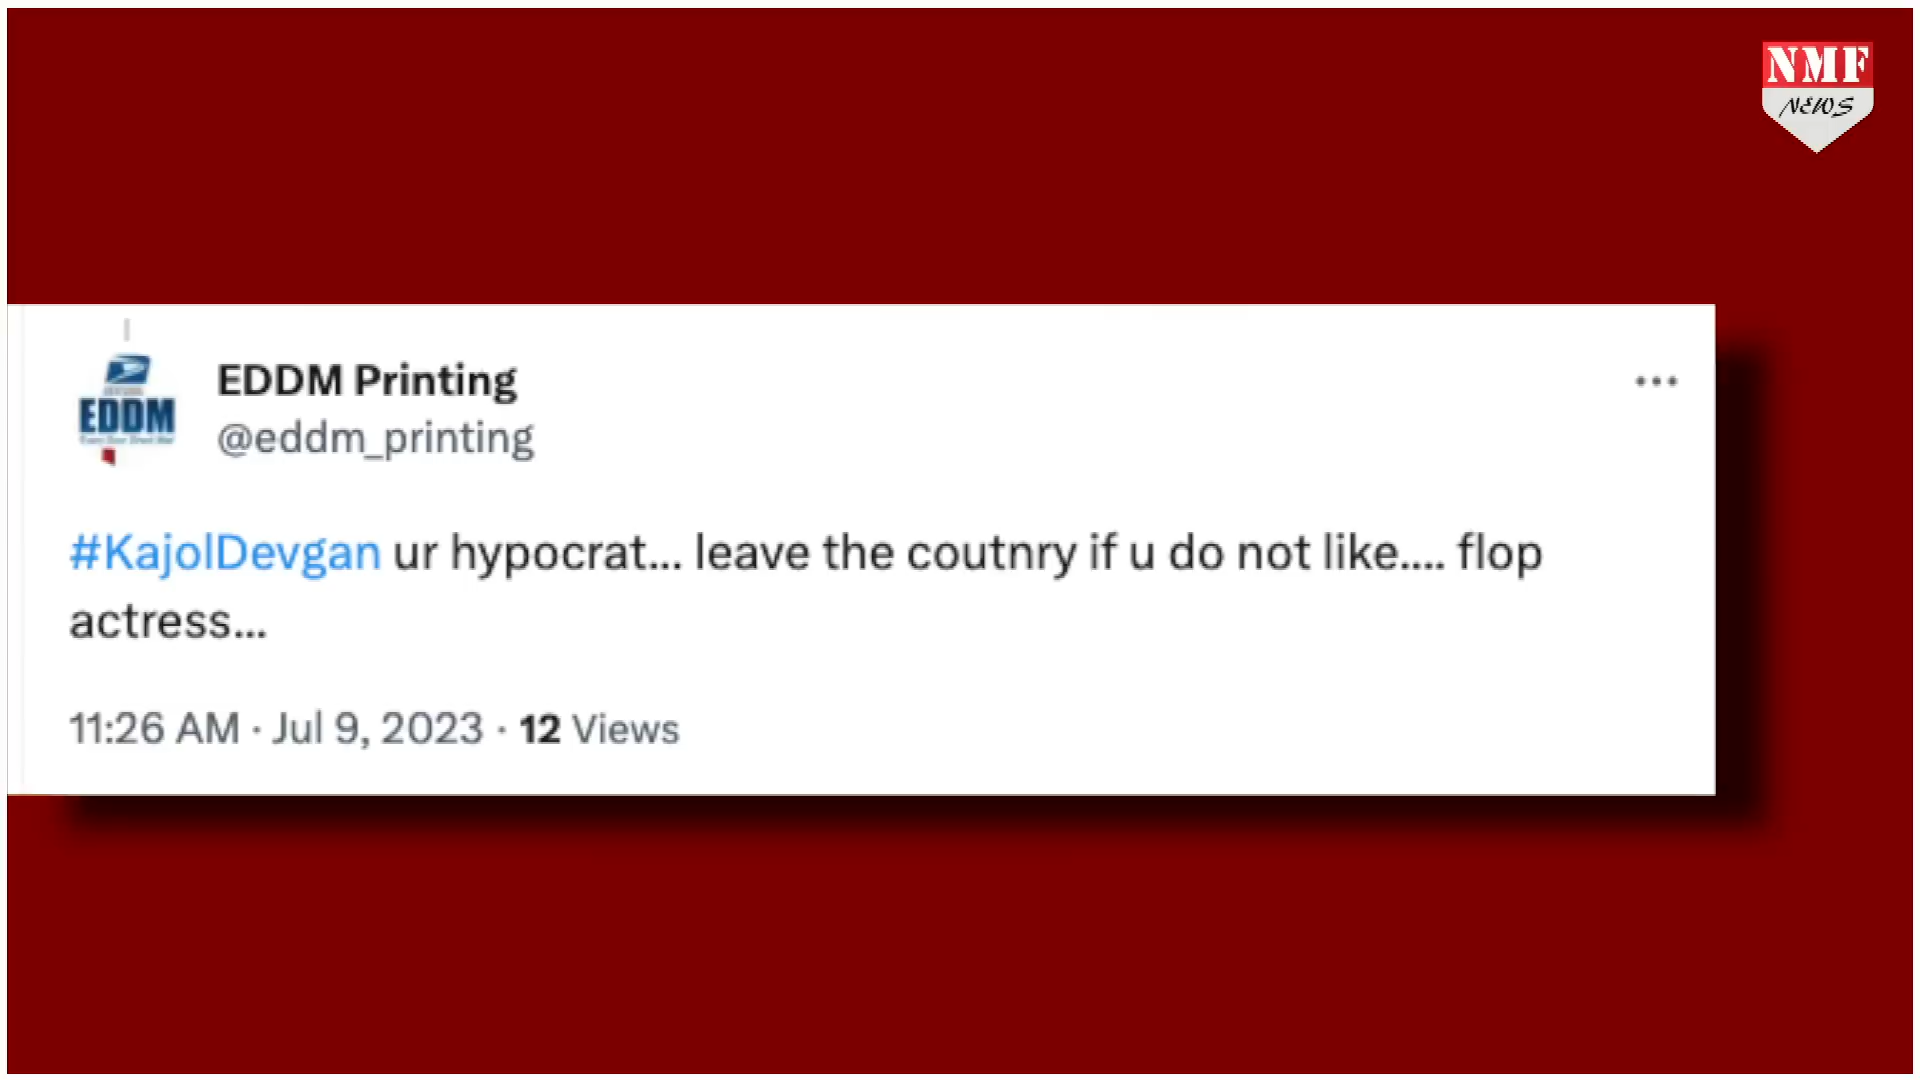 NMF
NEWS
EDDM
EDDM Printing
@eddm_printing
#KajolDevgan ur hypocrat... leave the coutnry if u do not like.... flop
actress...
11:26 AM · Jul 9, 2023 · 12 Views